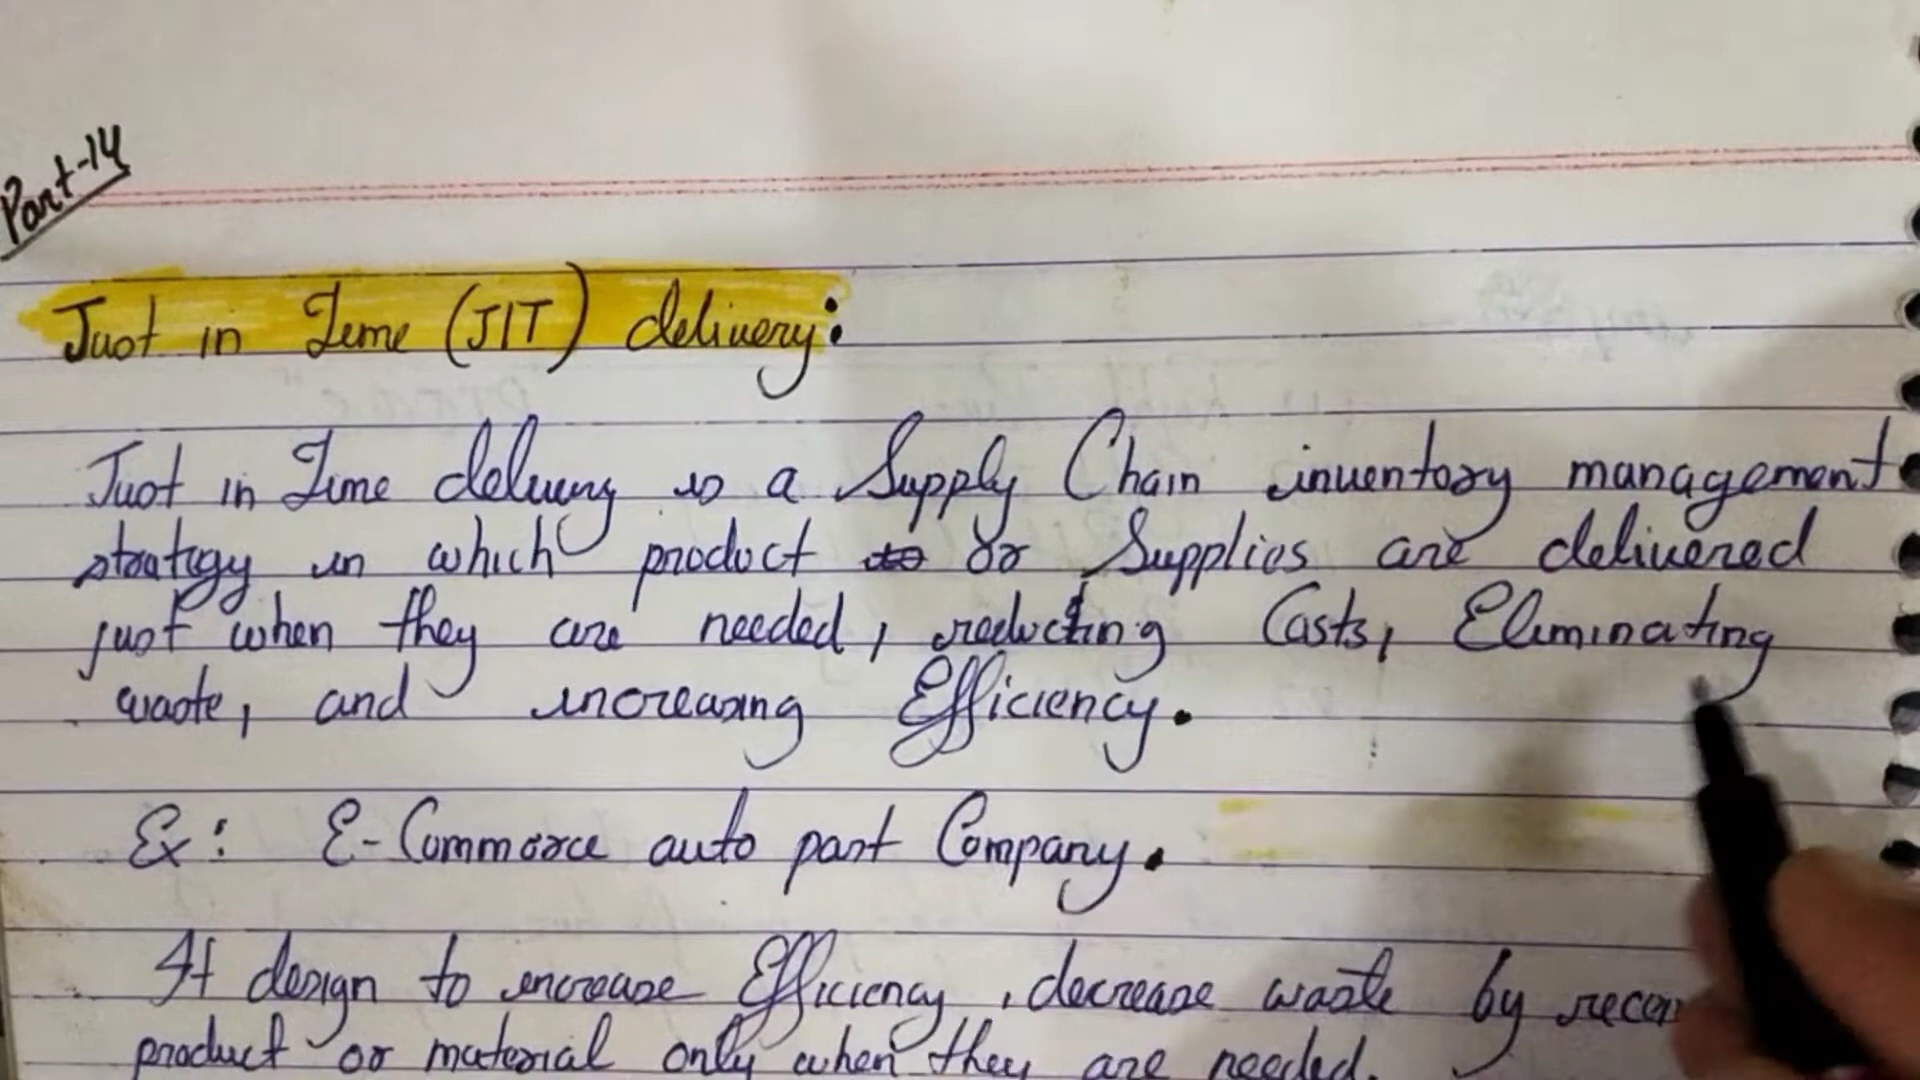 Part-14
Just in Time (JIT) delivery:
Just in Time delivery is a Supply Chain inventory management
strategy in which product or Supplies are delivered
just when they are needed, reducting Costs, Eliminating
waste, and increasing Efficiency.
Ex: E-Commerce auto part Company.
It design to increase Efficiency, decrease waste by
product or material only when they are needed.